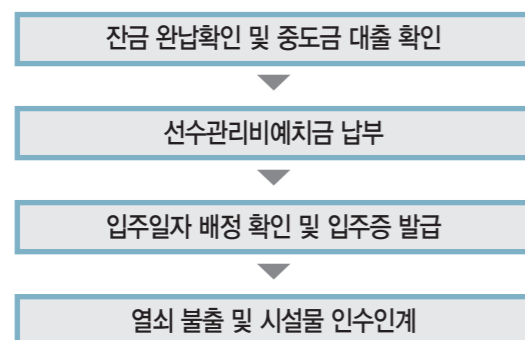 잔금 완납확인 및 중도금 대출 확인
선수관리비예치금 납부
입주일자 배정 확인 및 입주증 발급
열쇠 불출 및 시설물 인수인계